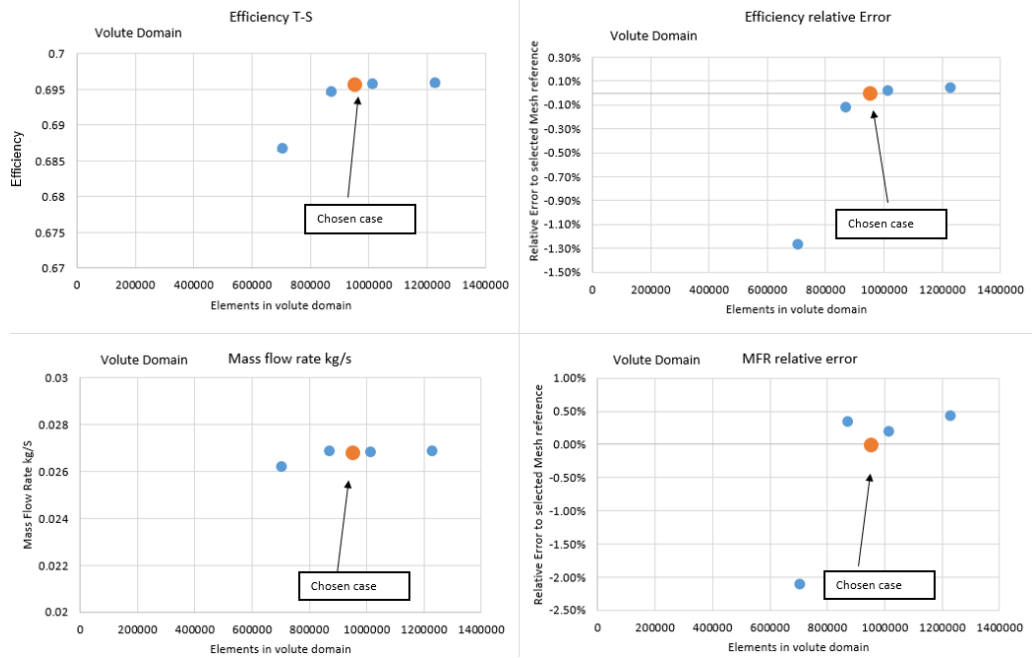 Efficiency T-S
Volute Domain
0.7
0.695
0.69
0.685
0.68
0.675
0.67
Efficiency
Chosen case
0 200000 400000 600000 800000 1000000 1200000 1400000
Elements in volute domain
Efficiency relative Error
Volute Domain
0.30%
0.10%
-0.10%
-0.30%
-0.50%
-0.70%
-0.90%
-1.10%
-1.30%
-1.50%
Relative Error to selected Mesh reference
Chosen case
0 200000 400000 600000 800000 1000000 1200000 1400000
Elements in volute domain
Volute Domain Mass flow rate kg/s
0.03
0.028
0.026
0.024
0.022
0.02
Mass Flow Rate kg/S
Chosen case
0 200000 400000 600000 800000 1000000 1200000 1400000
Elements in volute domain
Volute Domain MFR relative error
1.00%
0.50%
0.00%
-0.50%
-1.00%
-1.50%
-2.00%
-2.50%
Relative Error to selected Mesh reference
Chosen case
0 200000 400000 600000 800000 1000000 1200000 1400000
Elements in volute domain